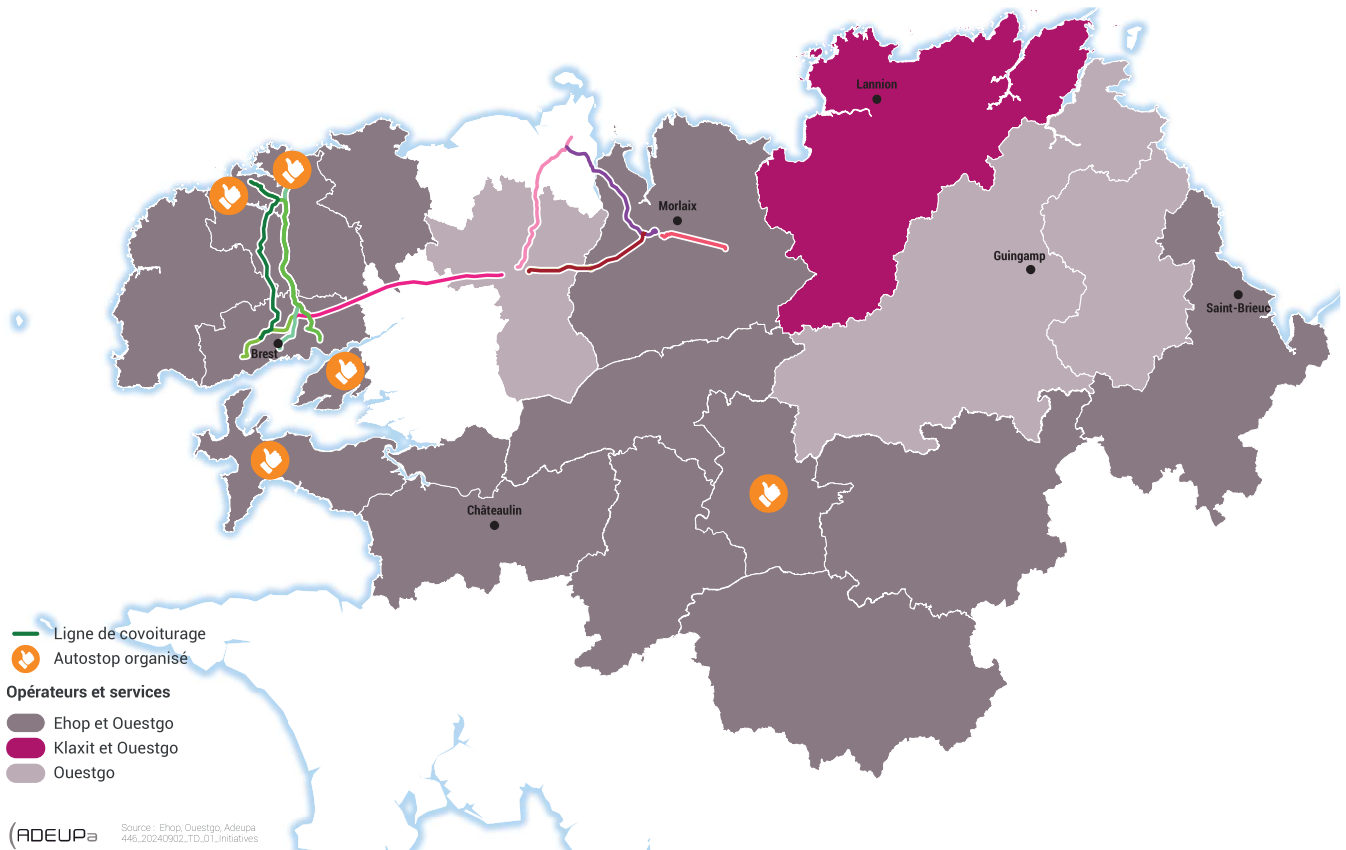 Lannion
Morlaix
Guingamp
Saint-Brieuc
Brest
Châteaulin
Ligne de covoiturage
Autostop organisé
Opérateurs et services
Ehop et Ouestgo
Klaxit et Ouestgo
Ouestgo
ADEUPa
Source : Ehop, Ouestgo, Adeupa
446_20240902_TD_01_Initiatives